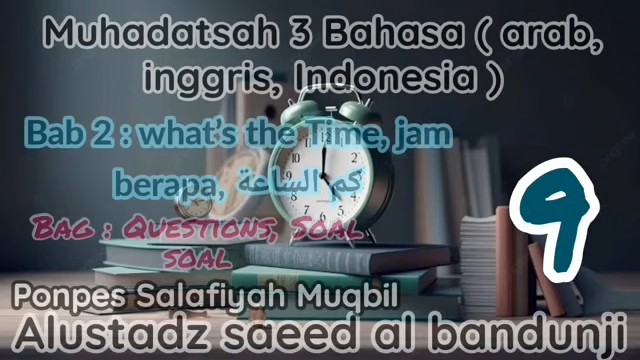 Muhadatsah 3 Bahasa ( arab,
inggris, Indonesia )
Bab 2 : what's the Time, jam
berapa, كم الساعة
Bag : Questions, Soal
soal
9
Ponpes Salafiyah Muqbil
Alustadz saeed al bandunji